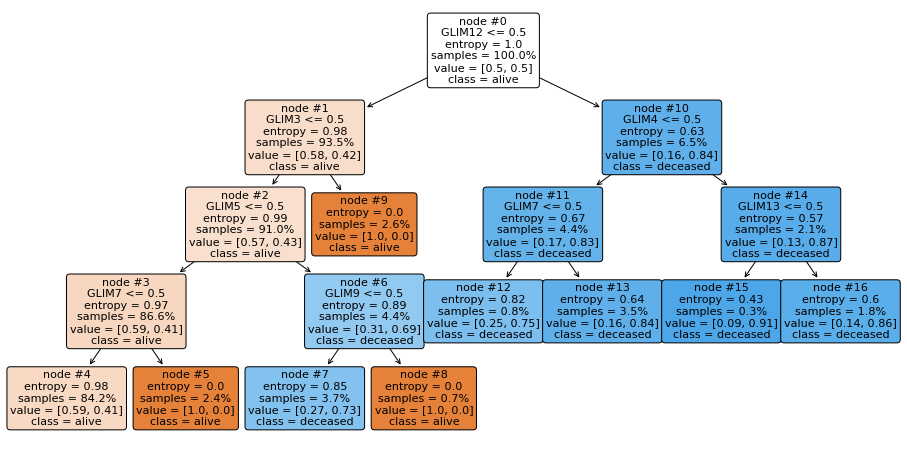 node #0
GLIM12 <= 0.5
entropy = 1.0
samples = 100.0%
value = [0.5, 0.5]
class = alive
node #1
GLIM3 <= 0.5
entropy = 0.98
samples = 93.5%
value = [0.58, 0.42]
class = alive
node #10
GLIM4 <= 0.5
entropy = 0.63
samples = 6.5%
value = [0.16, 0.84]
class = deceased
node #2
GLIM5 <= 0.5
entropy = 0.99
samples = 91.0%
value = [0.57, 0.43]
class = alive
node #9
entropy = 0.0
samples = 2.6%
value = [1.0, 0.0]
class = alive
node #11
GLIM7 <= 0.5
entropy = 0.67
samples = 4.4%
value = [0.17, 0.83]
class = deceased
node #14
GLIM13 <= 0.5
entropy = 0.57
samples = 2.1%
value = [0.13, 0.87]
class = deceased
node #3
GLIM7 <= 0.5
entropy = 0.97
samples = 86.6%
value = [0.59, 0.41]
class = alive
node #6
GLIM9 <= 0.5
entropy = 0.89
samples = 4.4%
value = [0.31, 0.69]
class = deceased
node #12
entropy = 0.82
samples = 0.8%
value = [0.25, 0.75]
class = deceased
node #13
entropy = 0.64
samples = 3.5%
value = [0.16, 0.84]
class = deceased
node #15
entropy = 0.43
samples = 0.3%
value = [0.09, 0.91]
class = deceased
node #16
entropy = 0.6
samples = 1.8%
value = [0.14, 0.86]
class = deceased
node #4
entropy = 0.98
samples = 84.2%
value = [0.59, 0.41]
class = alive
node #5
entropy = 0.0
samples = 2.4%
value = [1.0, 0.0]
class = alive
node #7
entropy = 0.85
samples = 3.7%
value = [0.27, 0.73]
class = deceased
node #8
entropy = 0.0
samples = 0.7%
value = [1.0, 0.0]
class = alive